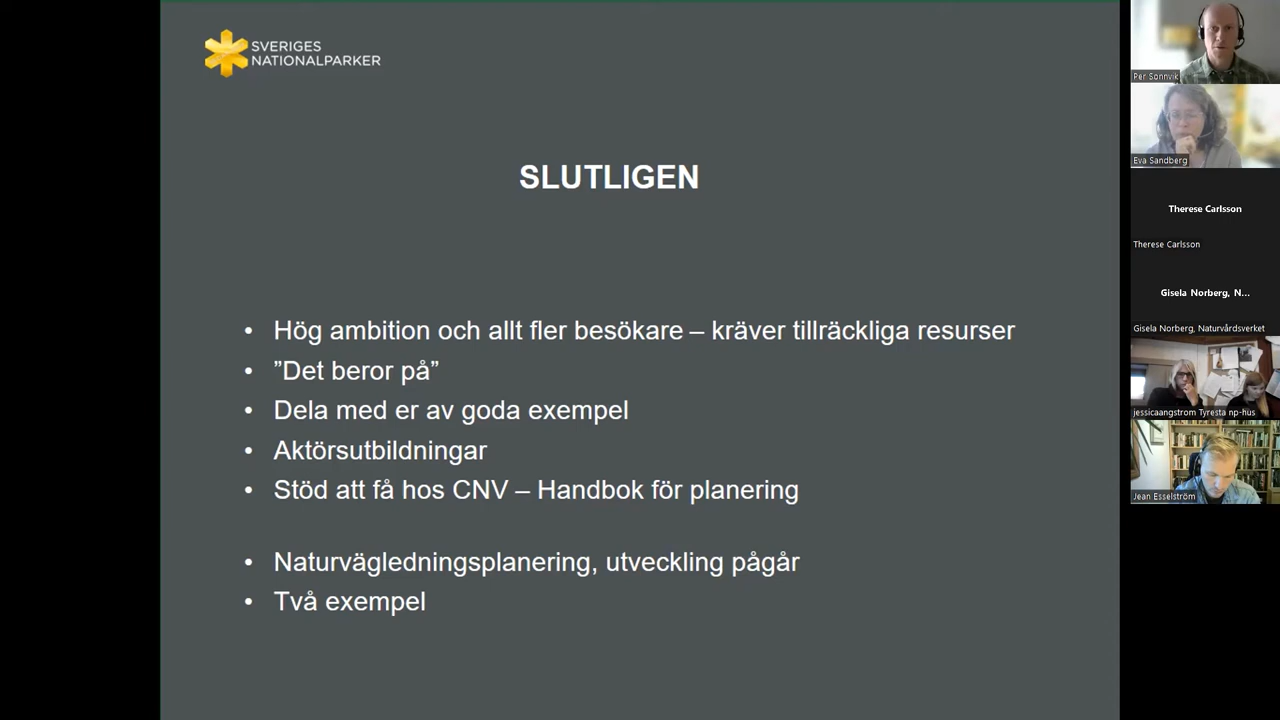 SVERIGES
NATIONALPARKER
SLUTLIGEN
• Hög ambition och allt fler besökare – kräver tillräckliga resurser
• ”Det beror på”
• Dela med er av goda exempel
• Aktörsutbildningar
• Stöd att få hos CNV – Handbok för planering
• Naturvägledningsplanering, utveckling pågår
• Två exempel
Per Sonnvik
Eva Sandberg
Therese Carlsson
Therese Carlsson
Gisela Norberg, N...
Gisela Norberg, Naturvårdsverket
jessicaangstrom Tyresta np-hus
Jean Esselström